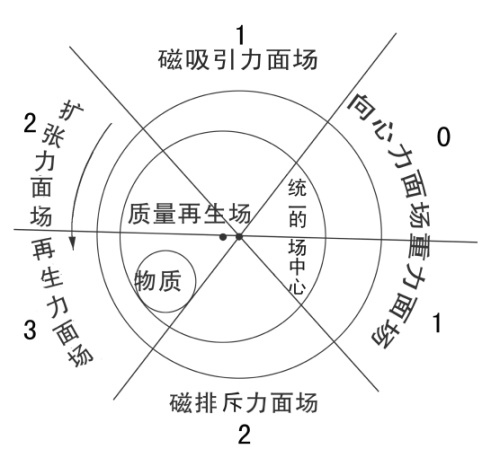 1
磁吸引力面场
2
扩张力面场
向心力面场
0
统一的场中心
质量再生场
物质
再生力面场
3
重力面场
1
磁排斥力面场
2